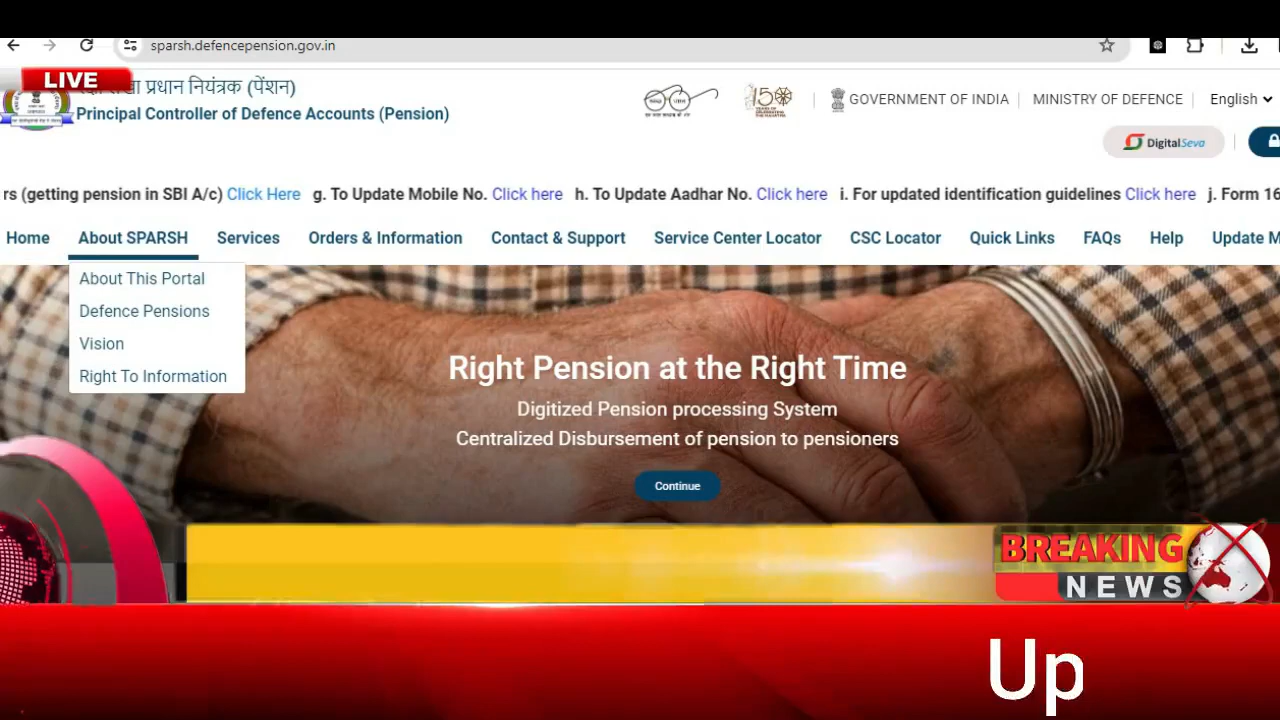 sparsh.defencepension.gov.in
LIVE
प्रधान नियंत्रक (पेंशन)
Principal Controller of Defence Accounts (Pension)
GOVERNMENT OF INDIA
MINISTRY OF DEFENCE
English
DigitalSeva
rs (getting pension in SBI A/c) Click Here g. To Update Mobile No. Click here h. To Update Aadhar No. Click here i. For updated identification guidelines Click here j. Form 16
Home About SPARSH Services Orders & Information Contact & Support Service Center Locator CSC Locator Quick Links FAQs Help Update M
About This Portal
Defence Pensions
Vision
Right To Information
Right Pension at the Right Time
Digitized Pension processing System
Centralized Disbursement of pension to pensioners
Continue
BREAKING
NEWS
Up